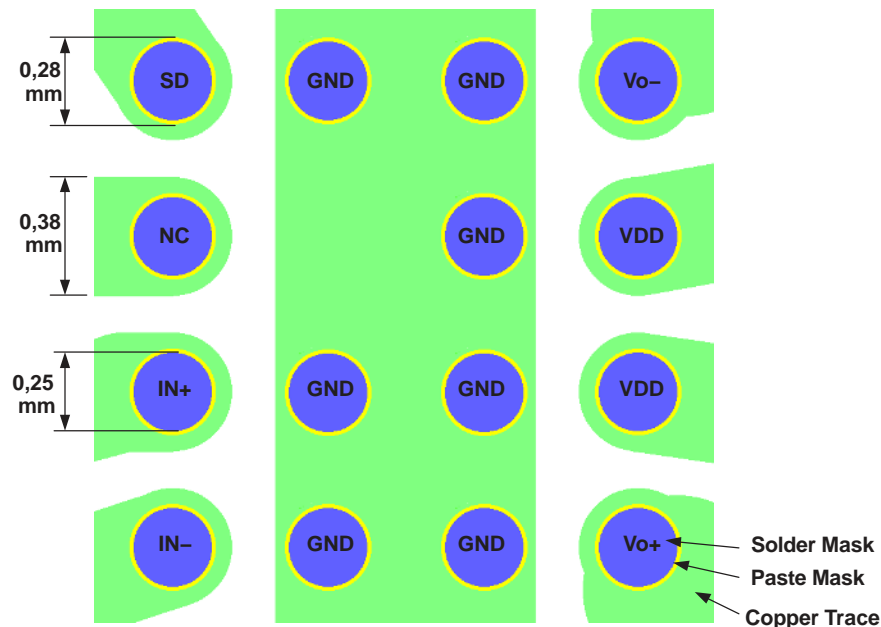 0,28
mm
SD
GND
GND
Vo–
0,38
mm
NC
GND
VDD
0,25
mm
IN+
GND
GND
VDD
IN–
GND
GND
Vo+
Solder Mask
Paste Mask
Copper Trace